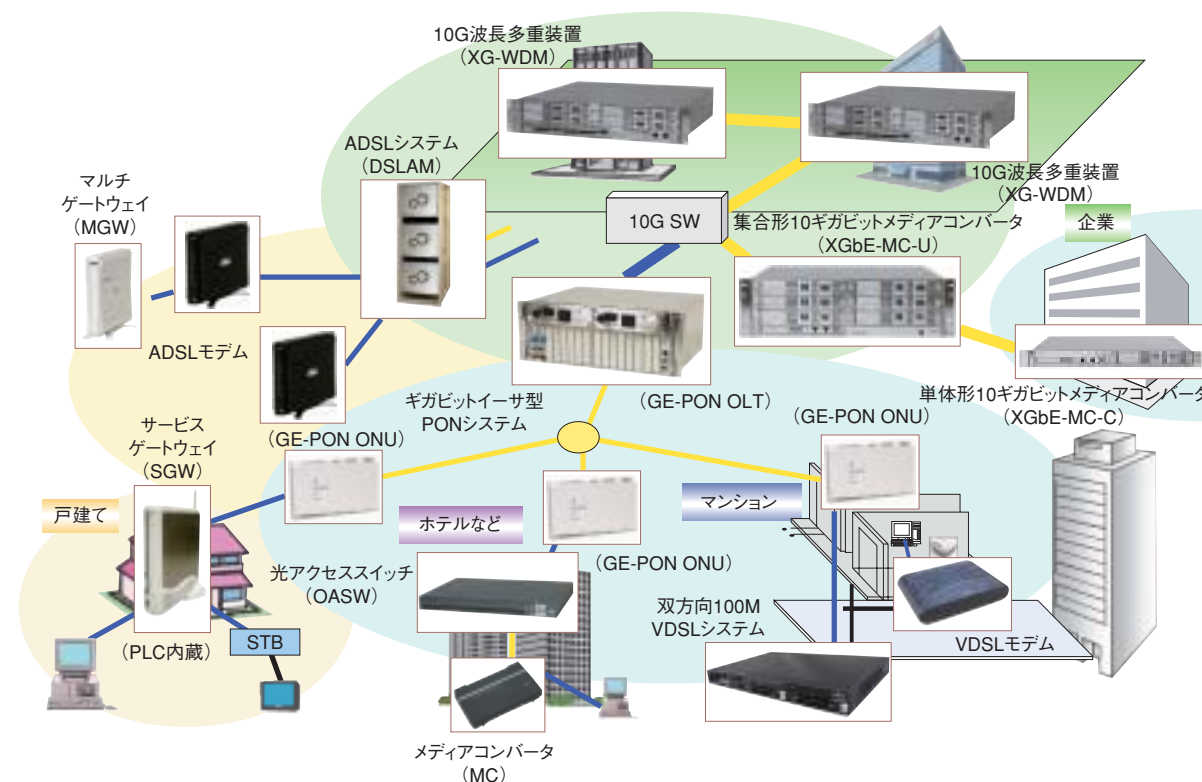 10G波長多重装置
（XG-WDM）
ADSLシステム
（DSLAM）
10G波長多重装置
（XG-WDM）
マルチ
ゲートウェイ
（MGW）
10G SW
集合形10ギガビットメディアコンバータ
（XGbE-MC-U）
企業
ADSLモデム
単体形10ギガビットメディアコンバータ
（XGbE-MC-C）
ギガビットイーサ型
PONシステム
（GE-PON OLT）
（GE-PON ONU）
サービス
ゲートウェイ
（SGW）
（GE-PON ONU）
戸建て
ホテルなど
マンション
（GE-PON ONU）
光アクセススイッチ
（OASW）
双方向100M
VDSLシステム
VDSLモデム
（PLC内蔵）
STB
メディアコンバータ
（MC）